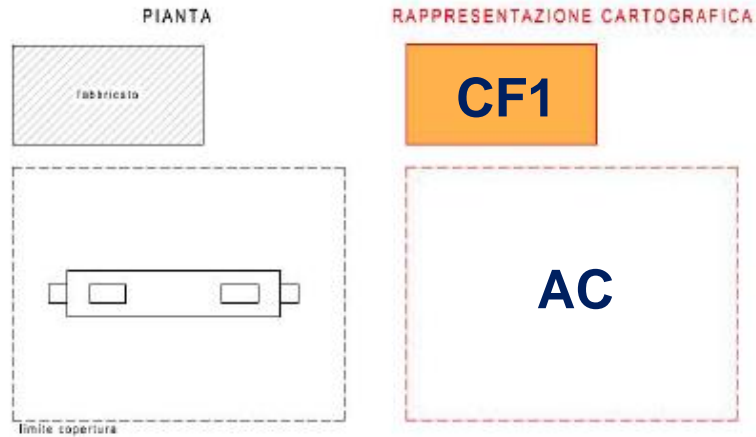 PIANTA
RAPPRESENTAZIONE CARTOGRAFICA
fabbricato
CF1
AC
limite copertura